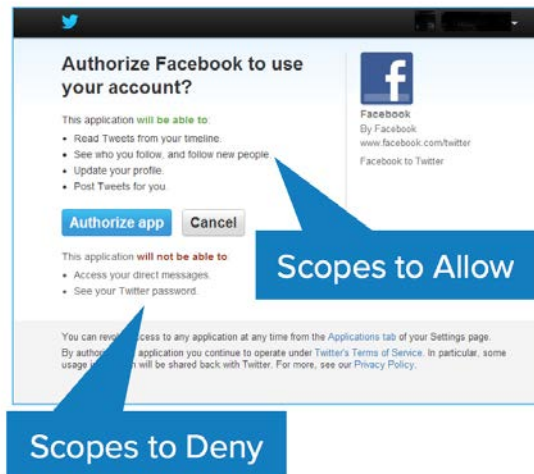 Authorize Facebook to use
your account?
This application will be able to:
• Read Tweets from your timeline.
• See who you follow, and follow new people.
• Update your profile.
• Post Tweets for you.
Authorize app
Cancel
This application will not be able to
• Access your direct messages.
• See your Twitter password.
Facebook
By Facebook
www.facebook.com/twitter
Facebook to Twitter
Scopes to Allow
You can access to any application at any time from the Applications tab of your Settings page.
By application you continue to operate under Twitter's Terms of Service. In particular, some
usage will be shared back with Twitter. For more, see our Privacy Policy.
Scopes to Deny